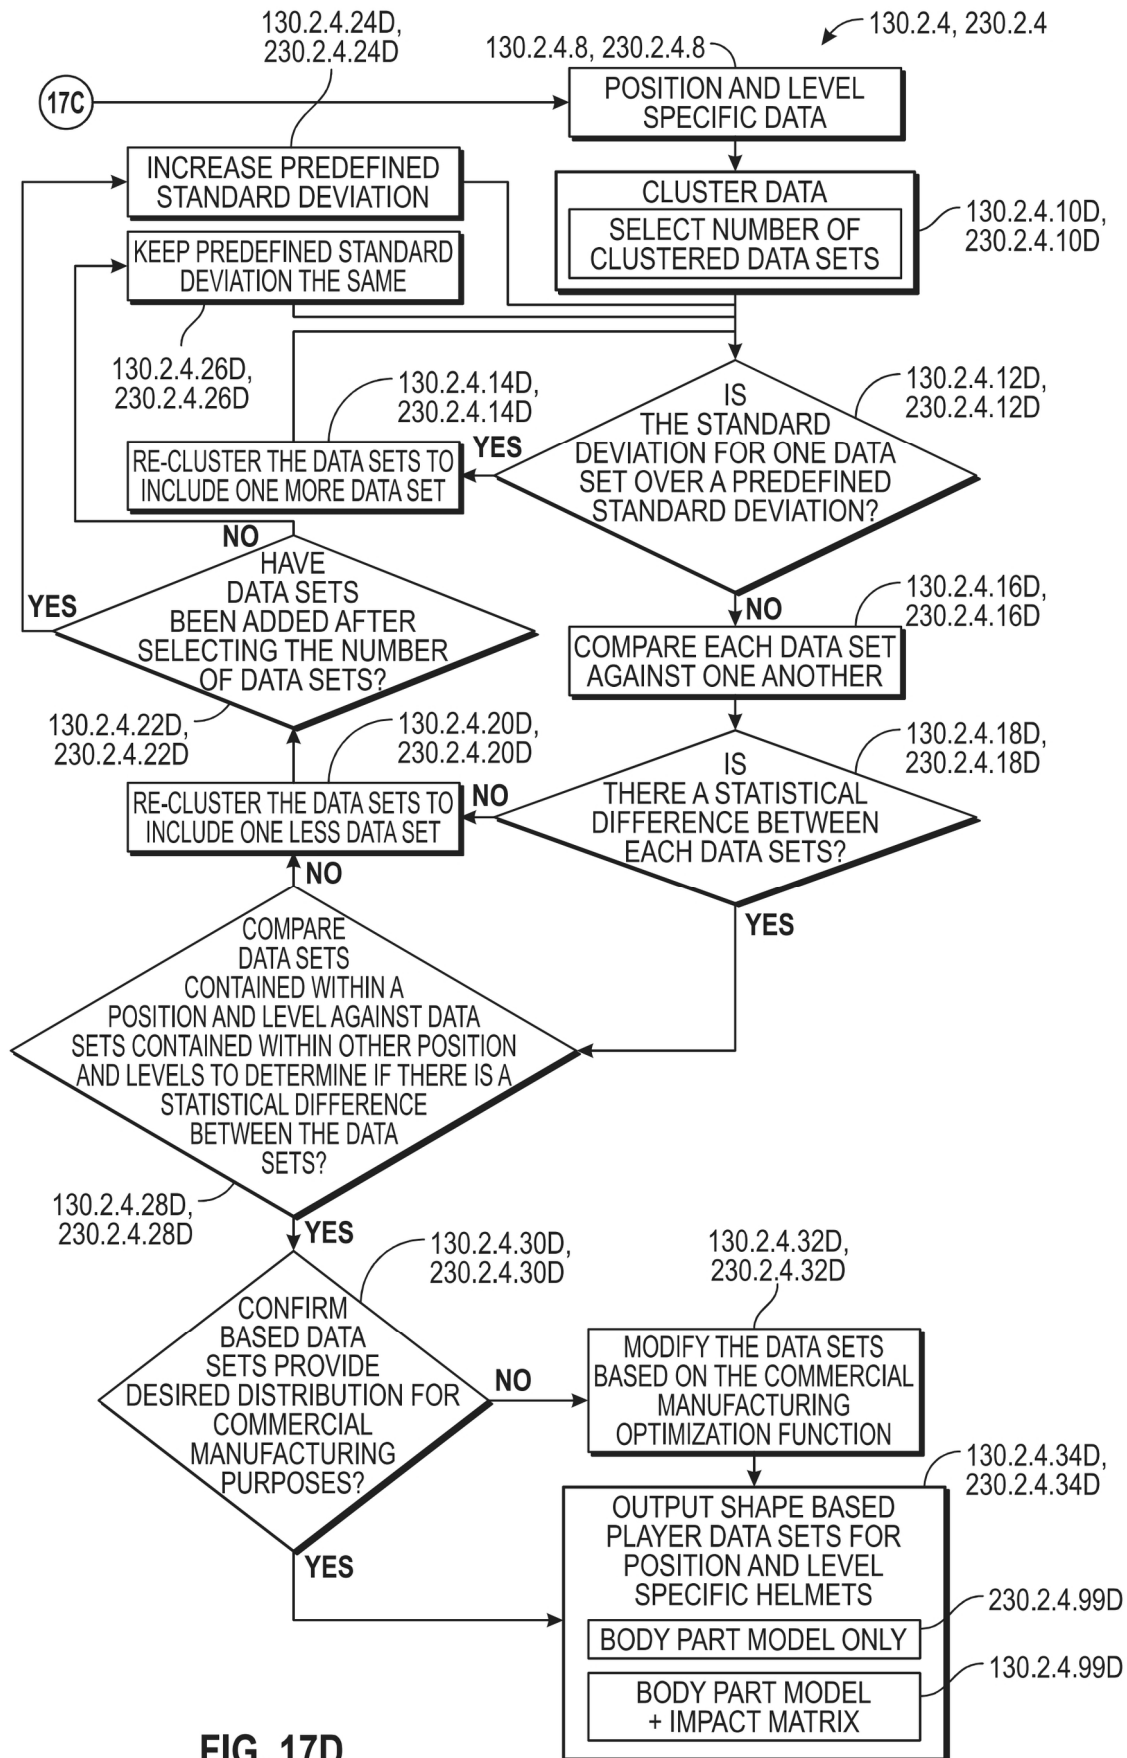 130.2.4.24D,
230.2.4.24D
130.2.4, 230.2.4
130.2.4.8, 230.2.4.8
17C
POSITION AND LEVEL
SPECIFIC DATA
INCREASE PREDEFINED
STANDARD DEVIATION
CLUSTER DATA
SELECT NUMBER OF
CLUSTERED DATA SETS
130.2.4.10D,
230.2.4.10D
KEEP PREDEFINED STANDARD
DEVIATION THE SAME
130.2.4.26D,
230.2.4.26D
130.2.4.14D,
230.2.4.14D
130.2.4.12D,
230.2.4.12D
IS
THE STANDARD
DEVIATION FOR ONE DATA
SET OVER A PREDEFINED
STANDARD DEVIATION?
YES
RE-CLUSTER THE DATA SETS TO
INCLUDE ONE MORE DATA SET
NO
HAVE
DATA SETS
BEEN ADDED AFTER
SELECTING THE NUMBER
OF DATA SETS?
YES
NO
130.2.4.16D,
230.2.4.16D
COMPARE EACH DATA SET
AGAINST ONE ANOTHER
130.2.4.22D,
230.2.4.22D
130.2.4.20D,
230.2.4.20D
130.2.4.18D,
230.2.4.18D
IS
THERE A STATISTICAL
DIFFERENCE BETWEEN
EACH DATA SETS?
NO
RE-CLUSTER THE DATA SETS TO
INCLUDE ONE LESS DATA SET
NO
YES
COMPARE
DATA SETS
CONTAINED WITHIN A
POSITION AND LEVEL AGAINST DATA
SETS CONTAINED WITHIN OTHER POSITION
AND LEVELS TO DETERMINE IF THERE IS A
STATISTICAL DIFFERENCE
BETWEEN THE DATA
SETS?
130.2.4.28D,
230.2.4.28D
YES
130.2.4.30D,
230.2.4.30D
130.2.4.32D,
230.2.4.32D
CONFIRM
BASED DATA
SETS PROVIDE
DESIRED DISTRIBUTION FOR
COMMERCIAL
MANUFACTURING
PURPOSES?
NO
MODIFY THE DATA SETS
BASED ON THE COMMERCIAL
MANUFACTURING
OPTIMIZATION FUNCTION
130.2.4.34D,
230.2.4.34D
YES
OUTPUT SHAPE BASED
PLAYER DATA SETS FOR
POSITION AND LEVEL
SPECIFIC HELMETS
230.2.4.99D
BODY PART MODEL ONLY
130.2.4.99D
BODY PART MODEL
+ IMPACT MATRIX
FIG. 17D